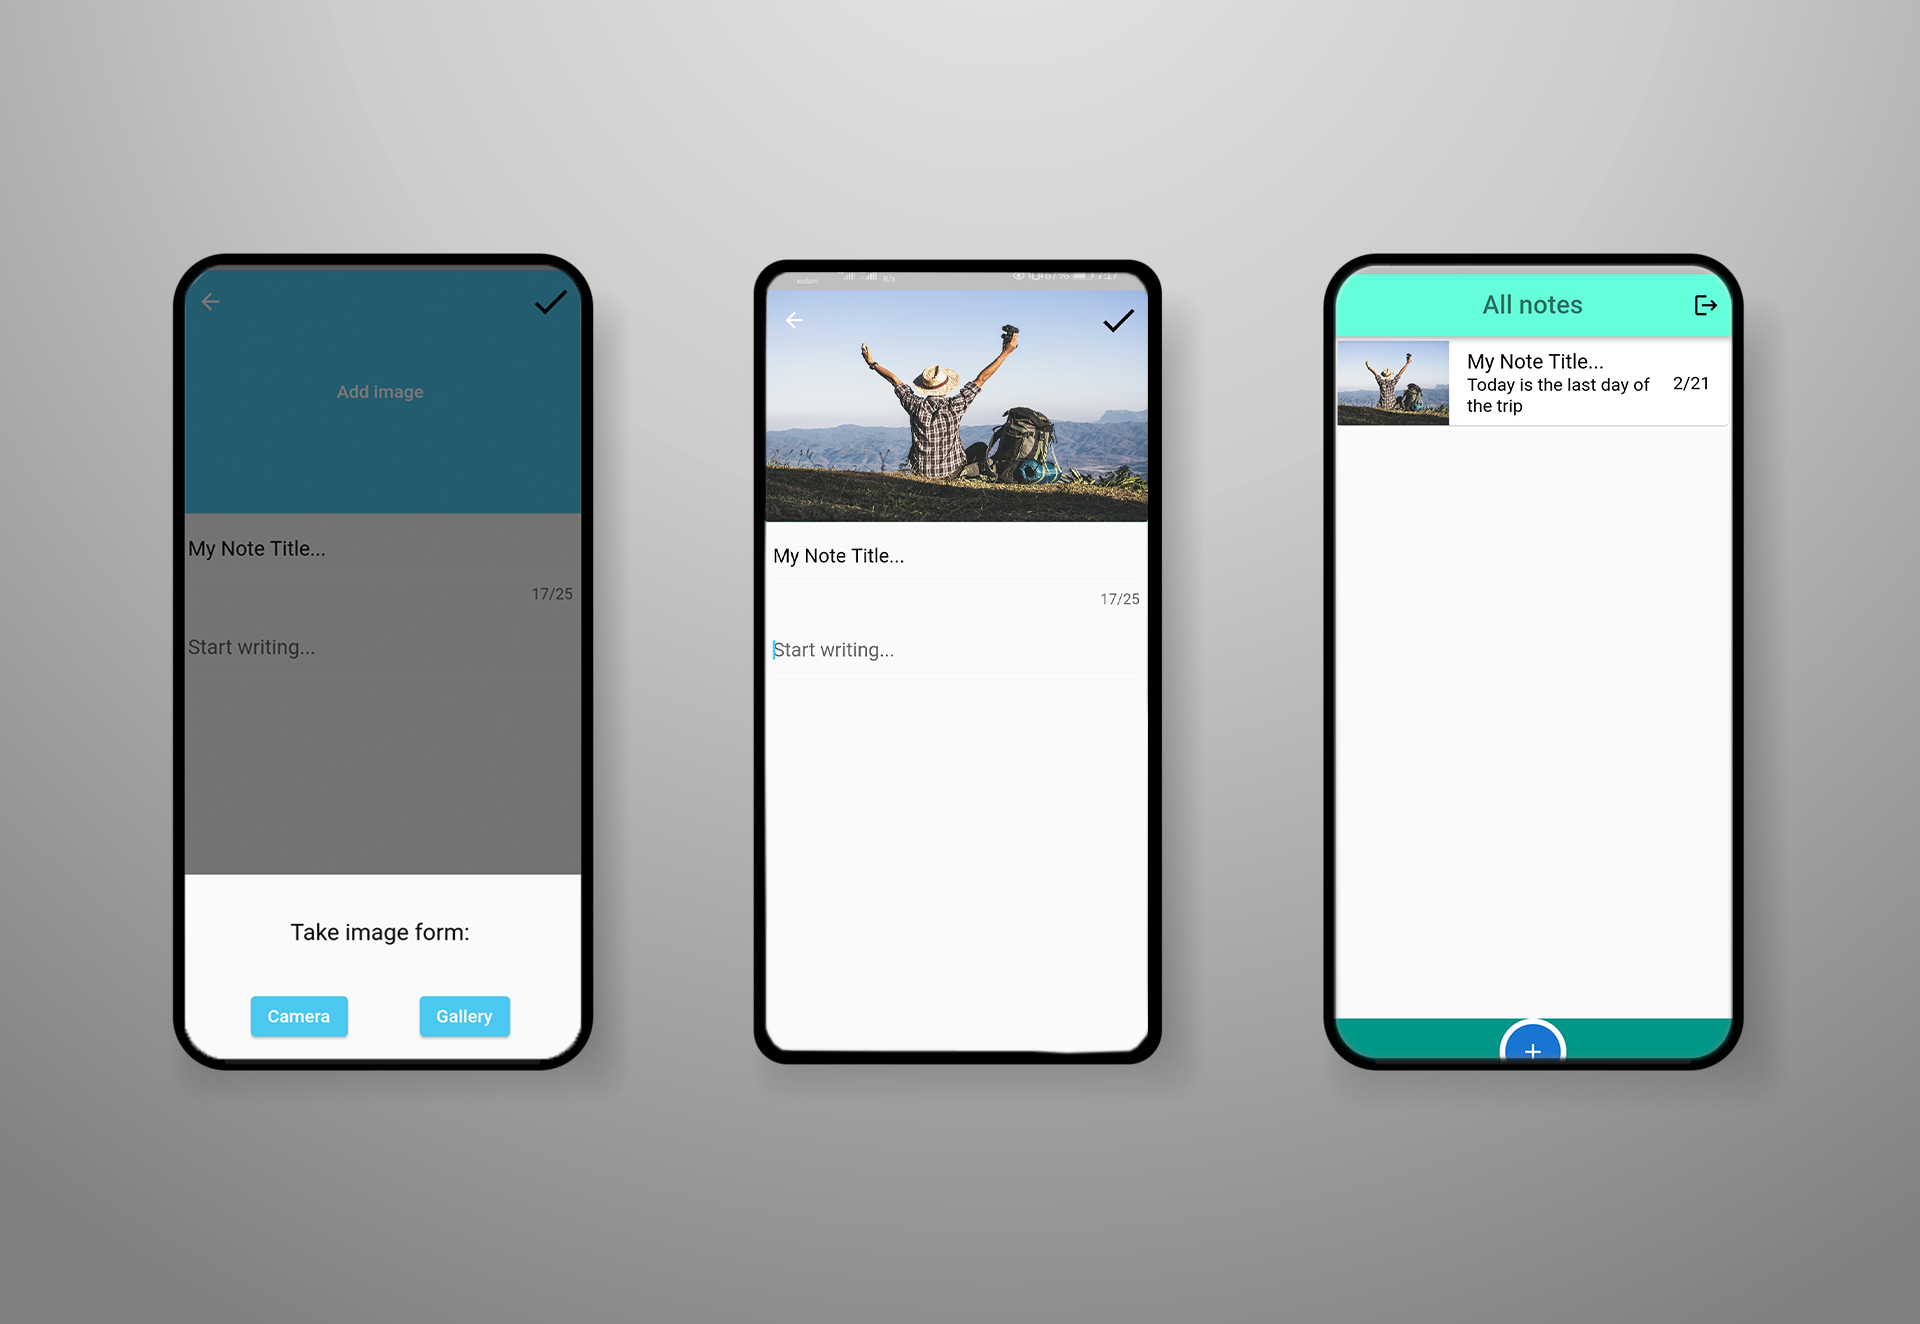 Add image
My Note Title...
17/25
Start writing...
Take image form:
Camera
Gallery
My Note Title...
17/25
Start writing...
All notes
My Note Title...
Today is the last day of
the trip
2/21